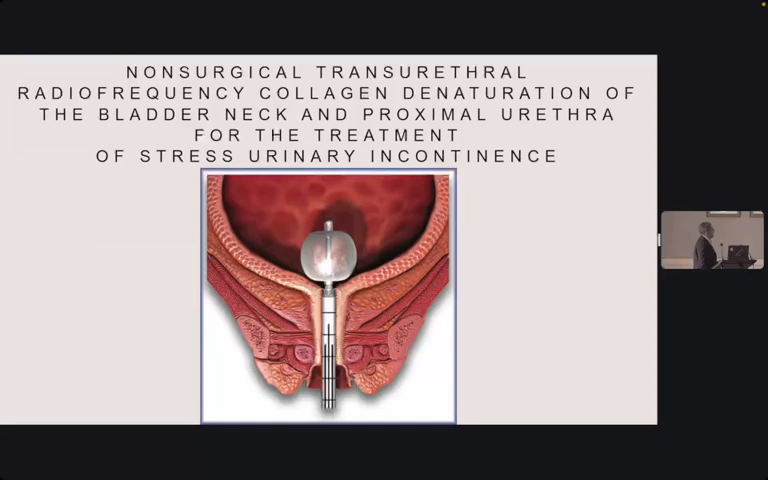 NONSURGICAL TRANSURETHRAL
RADIOFREQUENCY COLLAGEN DENATURATION OF
THE BLADDER NECK AND PROXIMAL URETHRA
FOR THE TREATMENT
OF STRESS URINARY INCONTINENCE